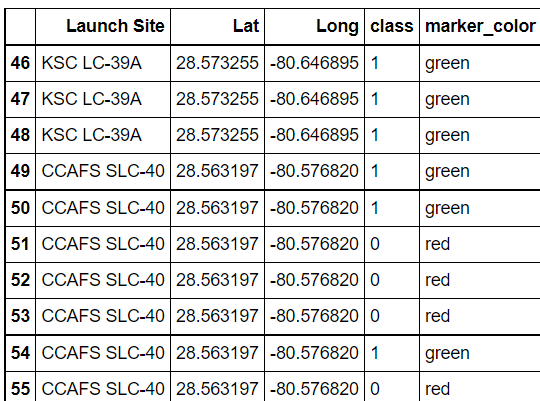 Launch Site Lat Long class marker_color
46 KSC LC-39A 28.573255 -80.646895 1 green
47 KSC LC-39A 28.573255 -80.646895 1 green
48 KSC LC-39A 28.573255 -80.646895 1 green
49 CCAFS SLC-40 28.563197 -80.576820 1 green
50 CCAFS SLC-40 28.563197 -80.576820 1 green
51 CCAFS SLC-40 28.563197 -80.576820 0 red
52 CCAFS SLC-40 28.563197 -80.576820 0 red
53 CCAFS SLC-40 28.563197 -80.576820 0 red
54 CCAFS SLC-40 28.563197 -80.576820 1 green
55 CCAFS SLC-40 28.563197 -80.576820 0 red